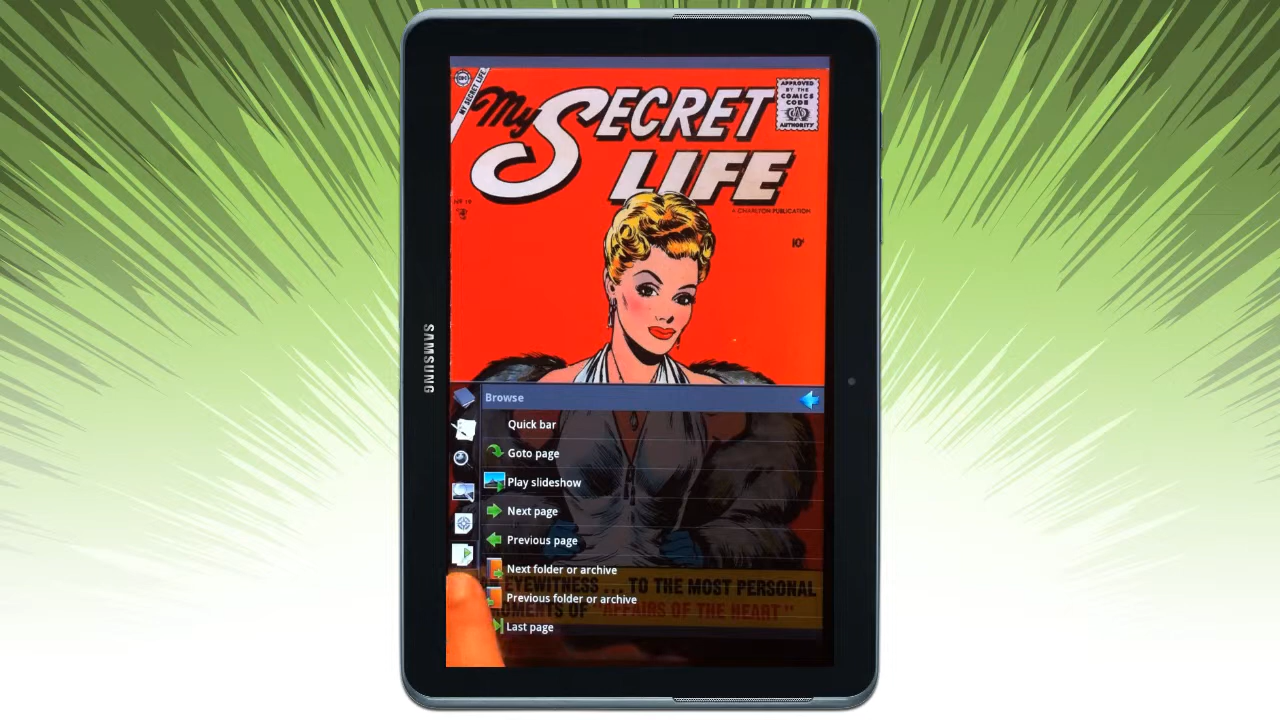 MY SECRET LIFE
My SECRET
LIFE
APPROVED
BY THE
COMICS
CODE
AUTHORITY
A CHARLTON PUBLICATION
10¢
SAMSUNG
Browse
Quick bar
Goto page
Play slideshow
Next page
Previous page
Next folder or archive
EYEWITNESS ... TO THE MOST PERSONAL
Previous folder or archive
MOMENTS OF "AFFAIRS OF THE HEART"
Last page